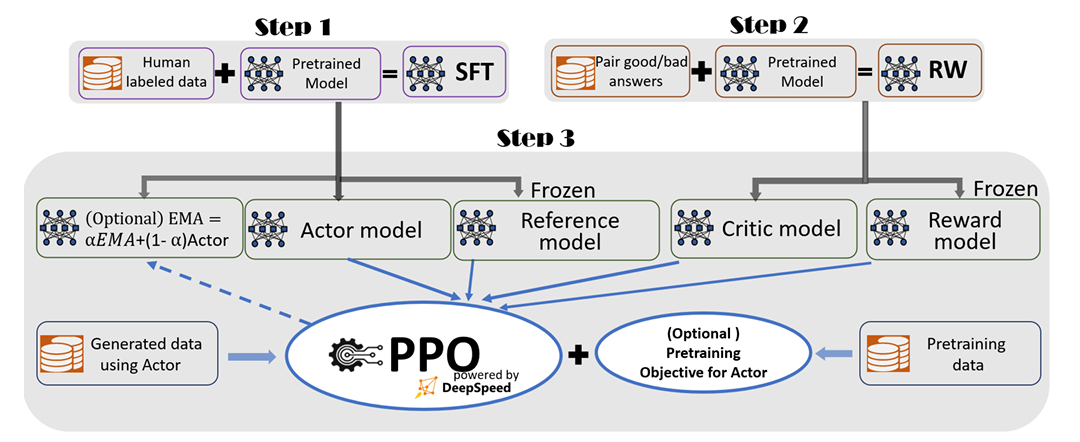 Step 1
Step 2
Human
labeled data
+
Pretrained
Model
=
SFT
Pair good/bad
answers
+
Pretrained
Model
=
RW
Step 3
Frozen
Frozen
(Optional) EMA =
αEMA+(1- α)Actor
Actor model
Reference
model
Critic model
Reward
model
Generated data
using Actor
PPO
powered by
DeepSpeed
+
(Optional )
Pretraining
Objective for Actor
Pretraining
data